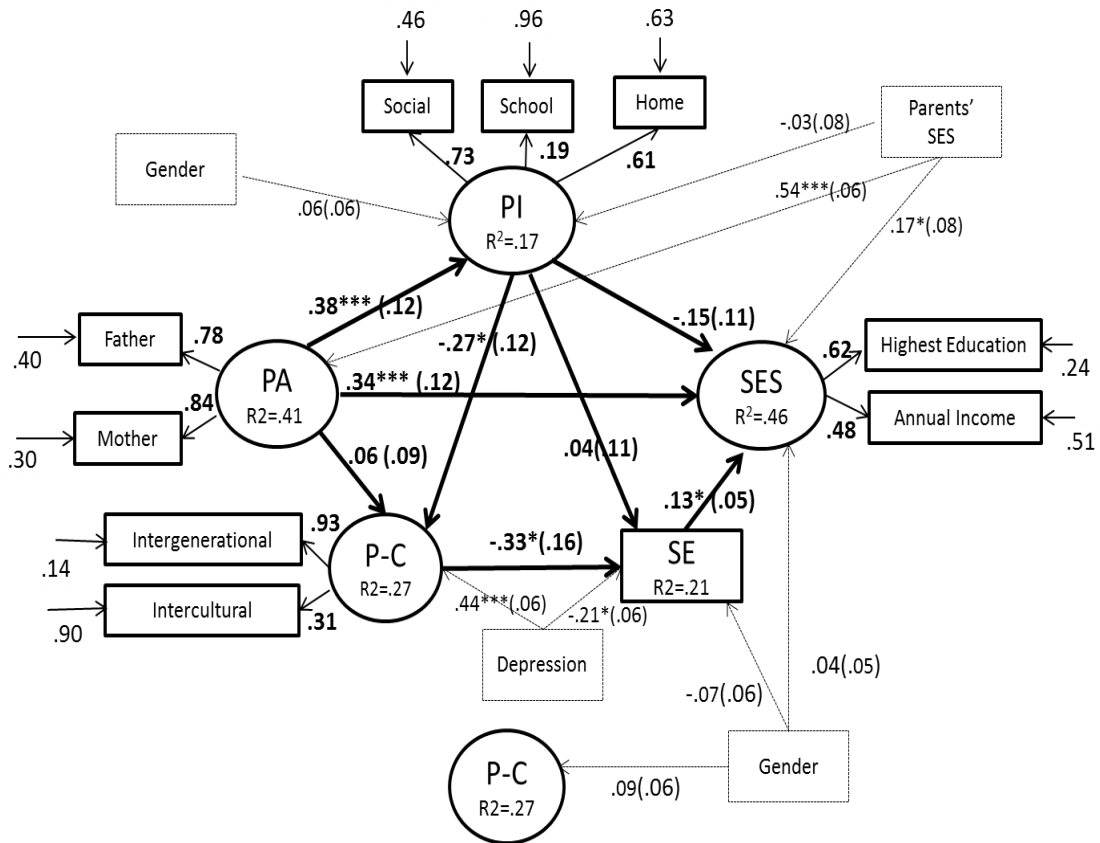 .46
.96
.63
Social
School
Home
Parents'
SES
-.03(.08)
Gender
.73
.19
.61
.54***(.06)
.06(.06)
PI
R²=.17
.17*(.08)
.38*** (.12)
-.27* (.12)
-.15(.11)
Father
.78
.40
.62
Highest Education
.24
PA
R2=.41
.34*** (.12)
SES
R²=.46
.84
Mother
.30
.48
Annual Income
.51
.06 (.09)
.04(.11)
.13* (.05)
Intergenerational
.93
.14
P-C
R2=.27
-.33*(.16)
SE
R2=.21
Intercultural
.31
.90
.44***(.06)
-.21*(.06)
Depression
-.07(.06)
.04(.05)
P-C
R2=.27
.09(.06)
Gender